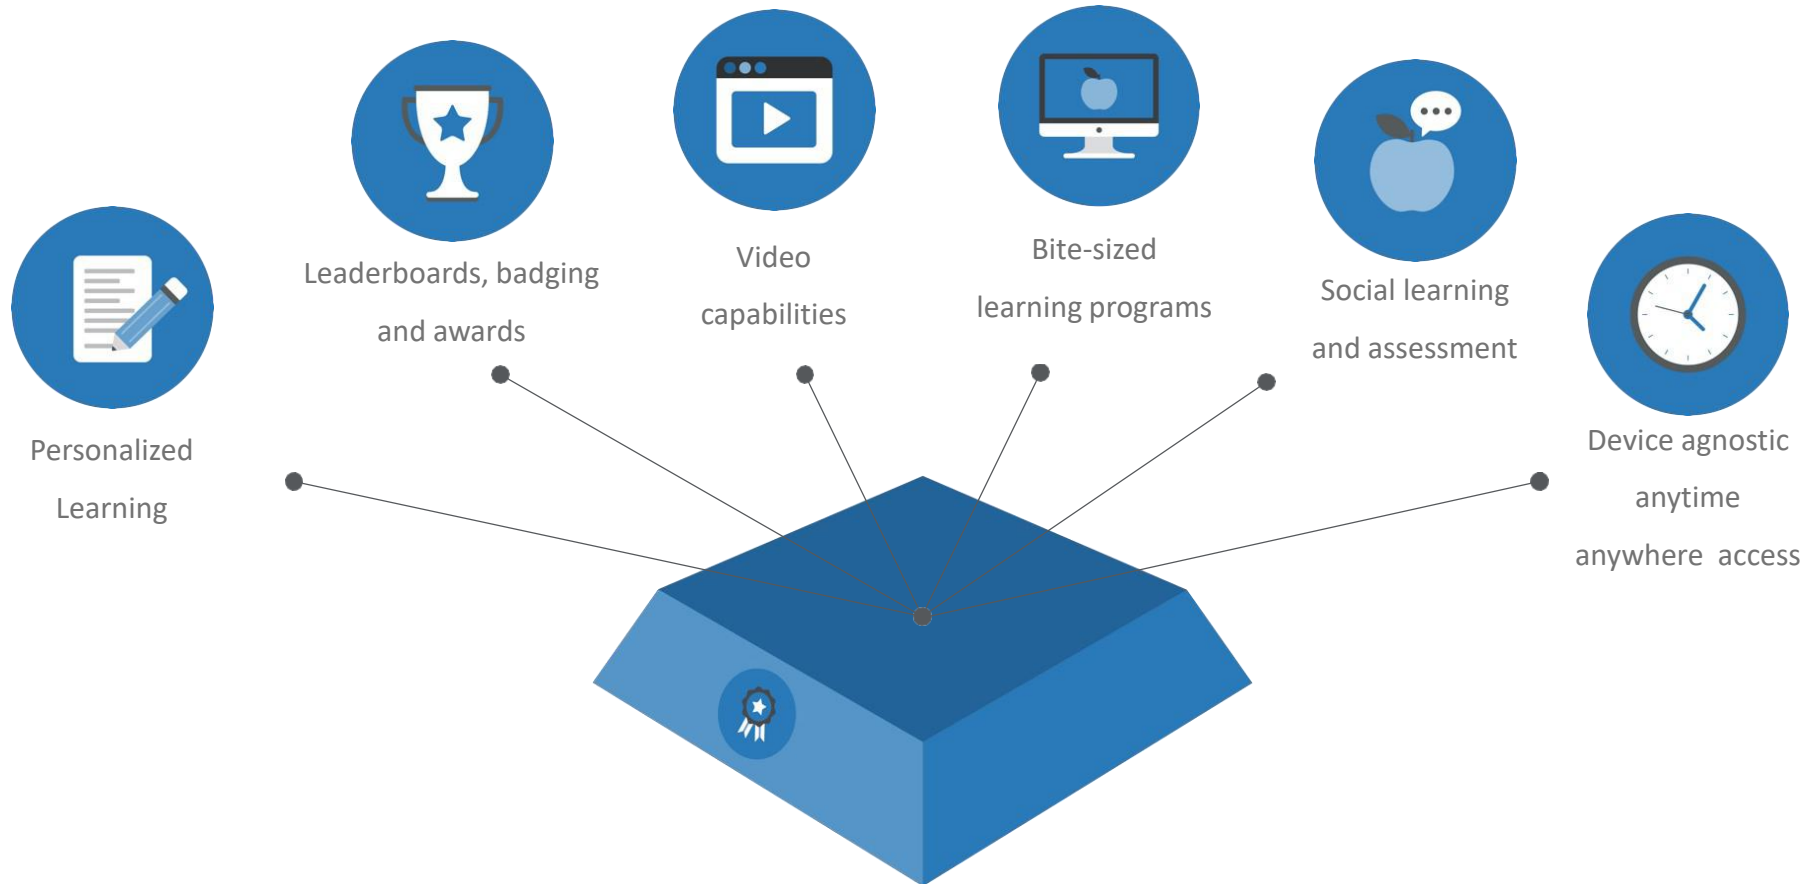 Personalized
Learning
Leaderboards, badging
and awards
Video
capabilities
Bite-sized
learning programs
Social learning
and assessment
Device agnostic
anytime
anywhere  access